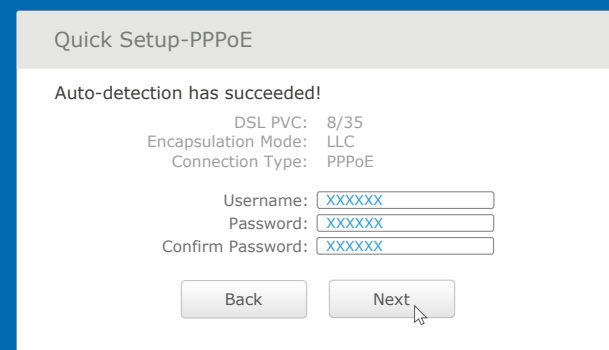 Quick Setup-PPPoE
Auto-detection has succeeded!
DSL PVC: 8/35
Encapsulation Mode: LLC
Connection Type: PPPoE
Username: XXXXXX
Password: XXXXXX
Confirm Password: XXXXXX
Back Next